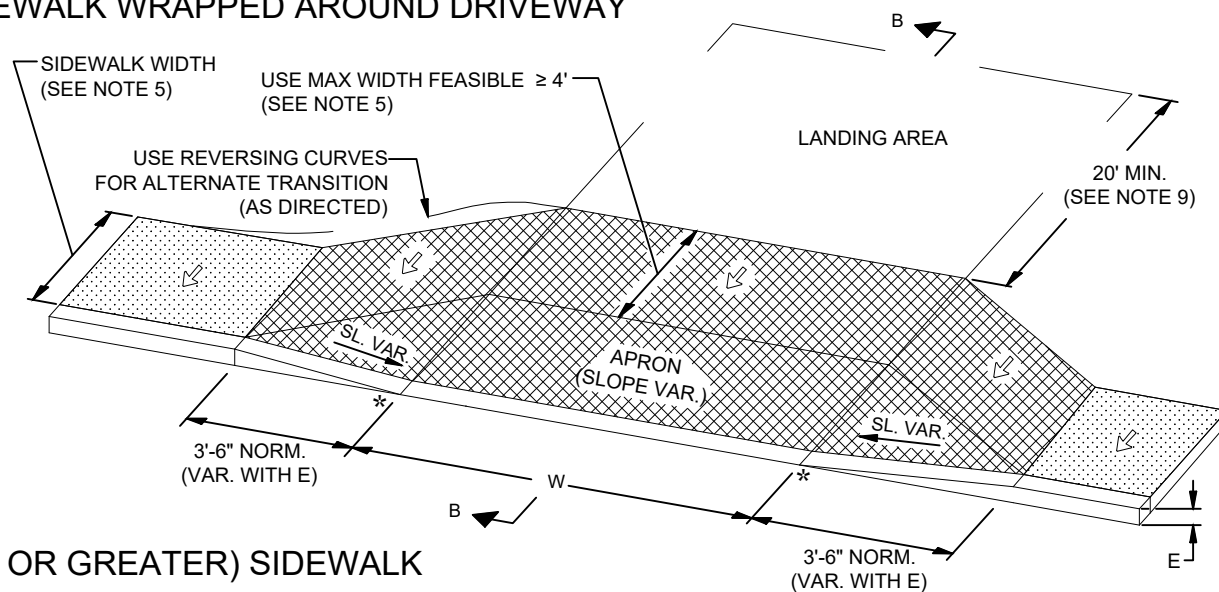 EWALK WRAPPED AROUND DRIVEWAY
B
SIDEWALK WIDTH
(SEE NOTE 5)
USE MAX WIDTH FEASIBLE ≥ 4'
(SEE NOTE 5)
LANDING AREA
USE REVERSING CURVES
FOR ALTERNATE TRANSITION
(AS DIRECTED)
20' MIN.
(SEE NOTE 9)
SL. VAR.
APRON
(SLOPE VAR.)
SL. VAR.
*
3'-6" NORM.
(VAR. WITH E)
W
*
B
3'-6" NORM.
(VAR. WITH E)
E
OR GREATER) SIDEWALK